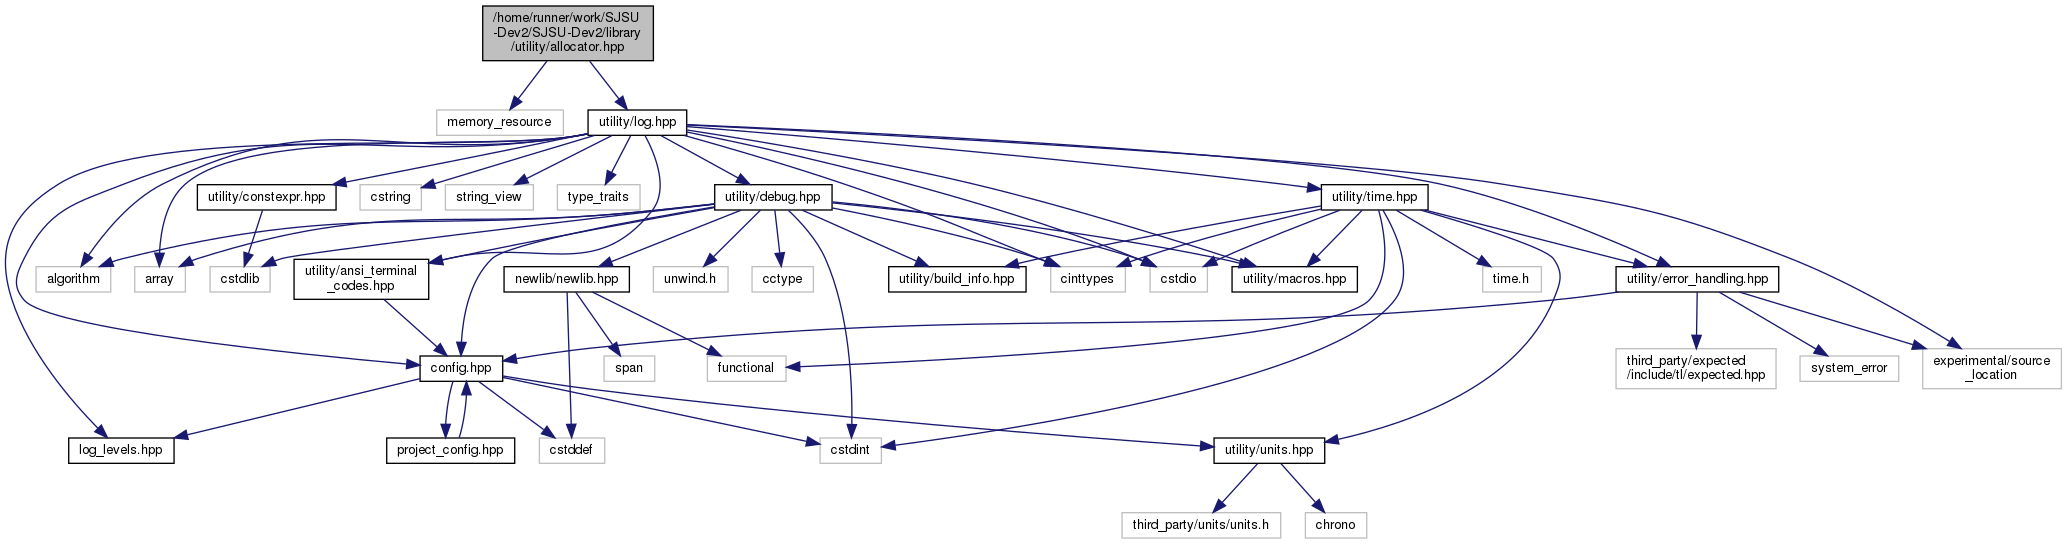 /home/runner/work/SJSU
-Dev2/SJSU-Dev2/library
/utility/allocator.hpp
memory_resource
utility/log.hpp
utility/constexpr.hpp
cstring
string_view
type_traits
utility/debug.hpp
utility/time.hpp
algorithm
array
cstdlib
utility/ansi_terminal
_codes.hpp
newlib/newlib.hpp
unwind.h
cctype
utility/build_info.hpp
cinttypes
cstdio
utility/macros.hpp
time.h
utility/error_handling.hpp
config.hpp
span
functional
third_party/expected
/include/tl/expected.hpp
system_error
experimental/source
_location
log_levels.hpp
project_config.hpp
cstddef
cstdint
utility/units.hpp
third_party/units/units.h
chrono